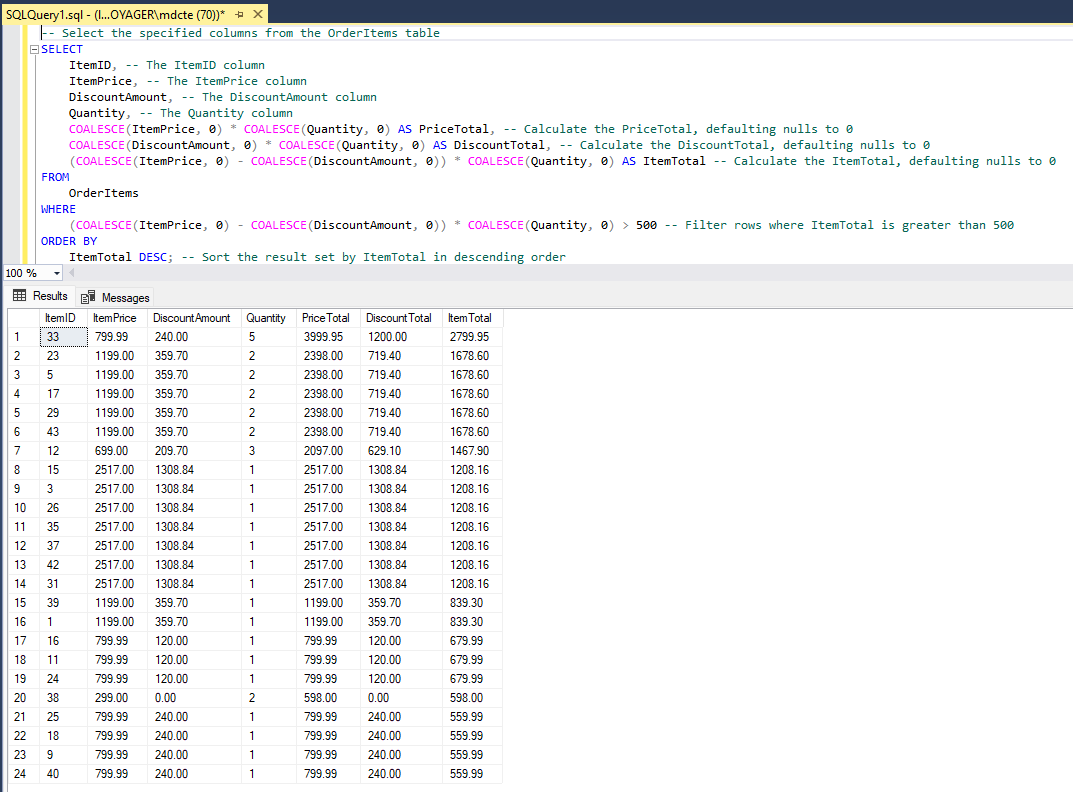 SQLQuery1.sql - (l...OYAGER\mdcte (70))*
-- Select the specified columns from the OrderItems table
SELECT
ItemID, -- The ItemID column
ItemPrice, -- The ItemPrice column
DiscountAmount, -- The DiscountAmount column
Quantity, -- The Quantity column
COALESCE(ItemPrice, 0) * COALESCE(Quantity, 0) AS PriceTotal, -- Calculate the PriceTotal, defaulting nulls to 0
COALESCE(DiscountAmount, 0) * COALESCE(Quantity, 0) AS DiscountTotal, -- Calculate the DiscountTotal, defaulting nulls to 0
(COALESCE(ItemPrice, 0) - COALESCE(DiscountAmount, 0)) * COALESCE(Quantity, 0) AS ItemTotal -- Calculate the ItemTotal, defaulting nulls to 0
FROM
OrderItems
WHERE
(COALESCE(ItemPrice, 0) - COALESCE(DiscountAmount, 0)) * COALESCE(Quantity, 0) > 500 -- Filter rows where ItemTotal is greater than 500
ORDER BY
ItemTotal DESC; -- Sort the result set by ItemTotal in descending order
100 %
Results Messages
ItemID ItemPrice DiscountAmount Quantity PriceTotal DiscountTotal ItemTotal
1 33 799.99 240.00 5 3999.95 1200.00 2799.95
2 23 1199.00 359.70 2 2398.00 719.40 1678.60
3 5 1199.00 359.70 2 2398.00 719.40 1678.60
4 17 1199.00 359.70 2 2398.00 719.40 1678.60
5 29 1199.00 359.70 2 2398.00 719.40 1678.60
6 43 1199.00 359.70 2 2398.00 719.40 1678.60
7 12 699.00 209.70 3 2097.00 629.10 1467.90
8 15 2517.00 1308.84 1 2517.00 1308.84 1208.16
9 3 2517.00 1308.84 1 2517.00 1308.84 1208.16
10 26 2517.00 1308.84 1 2517.00 1308.84 1208.16
11 35 2517.00 1308.84 1 2517.00 1308.84 1208.16
12 37 2517.00 1308.84 1 2517.00 1308.84 1208.16
13 42 2517.00 1308.84 1 2517.00 1308.84 1208.16
14 31 2517.00 1308.84 1 2517.00 1308.84 1208.16
15 39 1199.00 359.70 1 1199.00 359.70 839.30
16 1 1199.00 359.70 1 1199.00 359.70 839.30
17 16 799.99 120.00 1 799.99 120.00 679.99
18 11 799.99 120.00 1 799.99 120.00 679.99
19 24 799.99 120.00 1 799.99 120.00 679.99
20 38 299.00 0.00 2 598.00 0.00 598.00
21 25 799.99 240.00 1 799.99 240.00 559.99
22 18 799.99 240.00 1 799.99 240.00 559.99
23 9 799.99 240.00 1 799.99 240.00 559.99
24 40 799.99 240.00 1 799.99 240.00 559.99